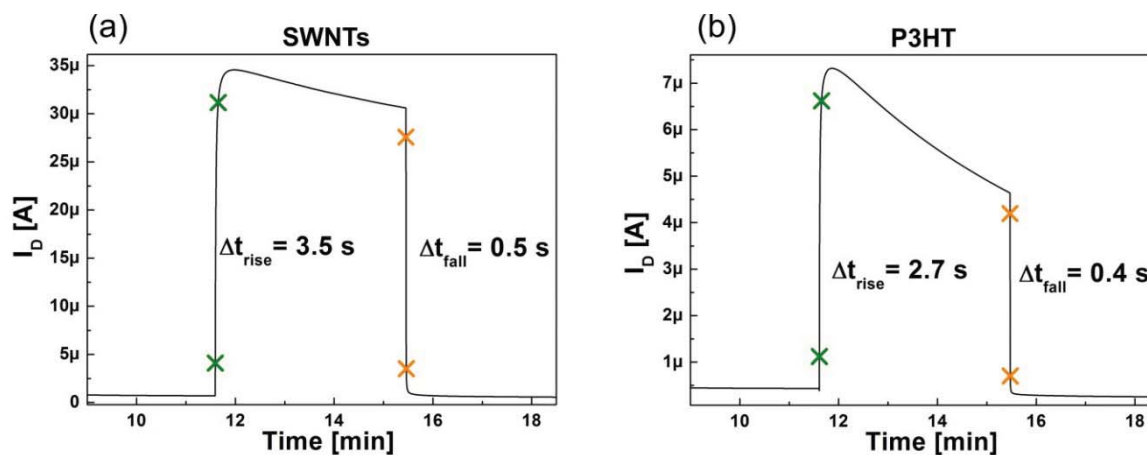 (a) SWNTs
35μ
30μ
25μ
20μ
15μ
10μ
5μ
0
I_D [A]
Δt_rise = 3.5 s
Δt_fall = 0.5 s
10 12 14 16 18
Time [min]
(b) P3HT
7μ
6μ
5μ
4μ
3μ
2μ
1μ
I_D [A]
Δt_rise = 2.7 s
Δt_fall = 0.4 s
10 12 14 16 18
Time [min]